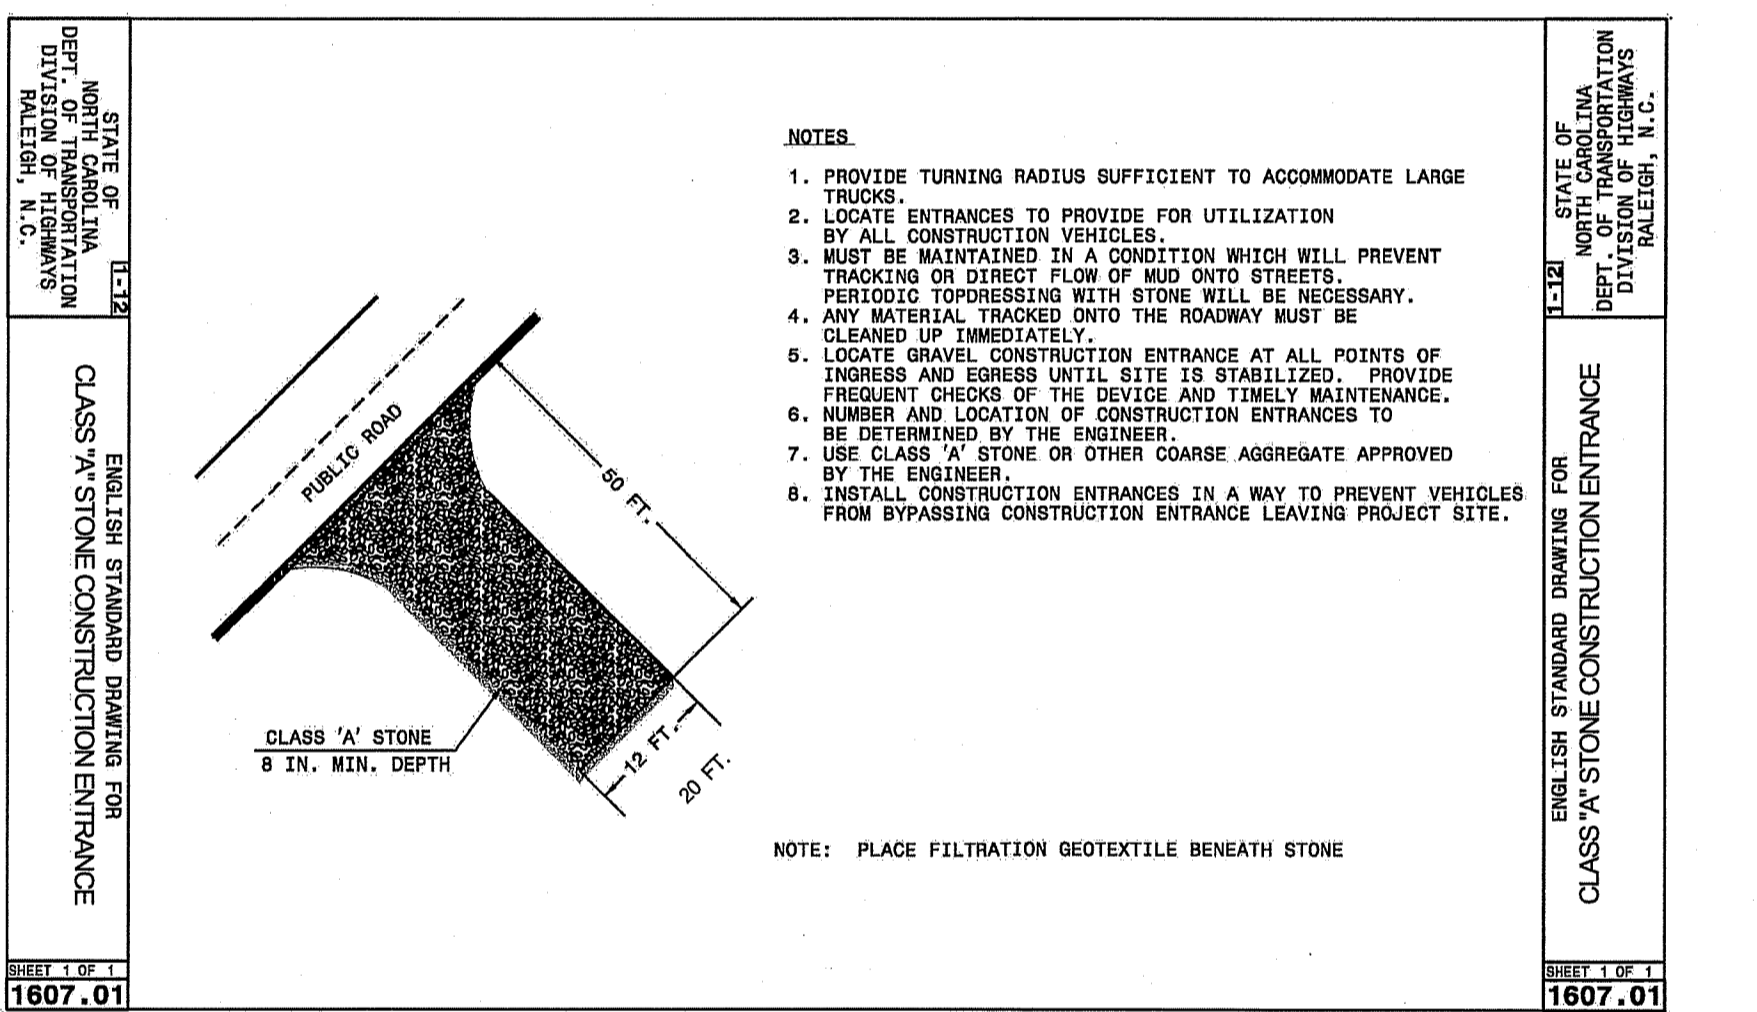 STATE OF
NORTH CAROLINA
DEPT. OF TRANSPORTATION
DIVISION OF HIGHWAYS
RALEIGH, N.C.
1-12
ENGLISH STANDARD DRAWING FOR
CLASS "A" STONE CONSTRUCTION ENTRANCE
SHEET 1 OF 1
1607.01
PUBLIC ROAD
50 FT.
12 FT.
20 FT.
CLASS 'A' STONE
8 IN. MIN. DEPTH
NOTES
1. PROVIDE TURNING RADIUS SUFFICIENT TO ACCOMMODATE LARGE
TRUCKS.
2. LOCATE ENTRANCES TO PROVIDE FOR UTILIZATION
BY ALL CONSTRUCTION VEHICLES.
3. MUST BE MAINTAINED IN A CONDITION WHICH WILL PREVENT
TRACKING OR DIRECT FLOW OF MUD ONTO STREETS.
PERIODIC TOPDRESSING WITH STONE WILL BE NECESSARY.
4. ANY MATERIAL TRACKED ONTO THE ROADWAY MUST BE
CLEANED UP IMMEDIATELY.
5. LOCATE GRAVEL CONSTRUCTION ENTRANCE AT ALL POINTS OF
INGRESS AND EGRESS UNTIL SITE IS STABILIZED. PROVIDE
FREQUENT CHECKS OF THE DEVICE AND TIMELY MAINTENANCE.
6. NUMBER AND LOCATION OF CONSTRUCTION ENTRANCES TO
BE DETERMINED BY THE ENGINEER.
7. USE CLASS 'A' STONE OR OTHER COARSE AGGREGATE APPROVED
BY THE ENGINEER.
8. INSTALL CONSTRUCTION ENTRANCES IN A WAY TO PREVENT VEHICLES
FROM BYPASSING CONSTRUCTION ENTRANCE LEAVING PROJECT SITE.
NOTE: PLACE FILTRATION GEOTEXTILE BENEATH STONE
STATE OF
NORTH CAROLINA
DEPT. OF TRANSPORTATION
DIVISION OF HIGHWAYS
RALEIGH, N.C.
1-12
ENGLISH STANDARD DRAWING FOR
CLASS "A" STONE CONSTRUCTION ENTRANCE
SHEET 1 OF 1
1607.01